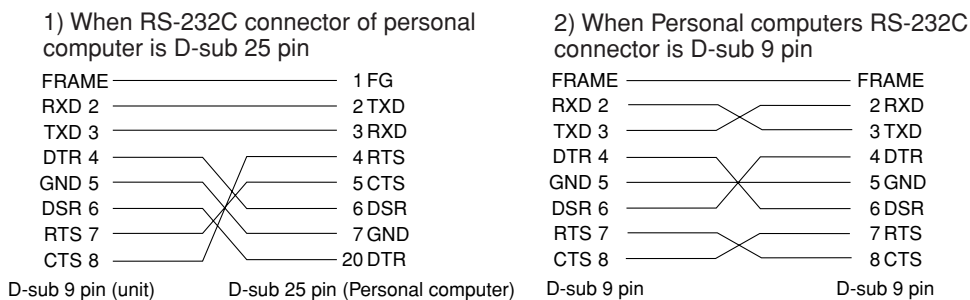 1) When RS-232C connector of personal
computer is D-sub 25 pin
FRAME 1 FG
RXD 2 2 TXD
TXD 3 3 RXD
DTR 4 4 RTS
GND 5 5 CTS
DSR 6 6 DSR
RTS 7 7 GND
CTS 8 20 DTR
D-sub 9 pin (unit) D-sub 25 pin (Personal computer)
2) When Personal computers RS-232C
connector is D-sub 9 pin
FRAME FRAME
RXD 2 2 RXD
TXD 3 3 TXD
DTR 4 4 DTR
GND 5 5 GND
DSR 6 6 DSR
RTS 7 7 RTS
CTS 8 8 CTS
D-sub 9 pin D-sub 9 pin